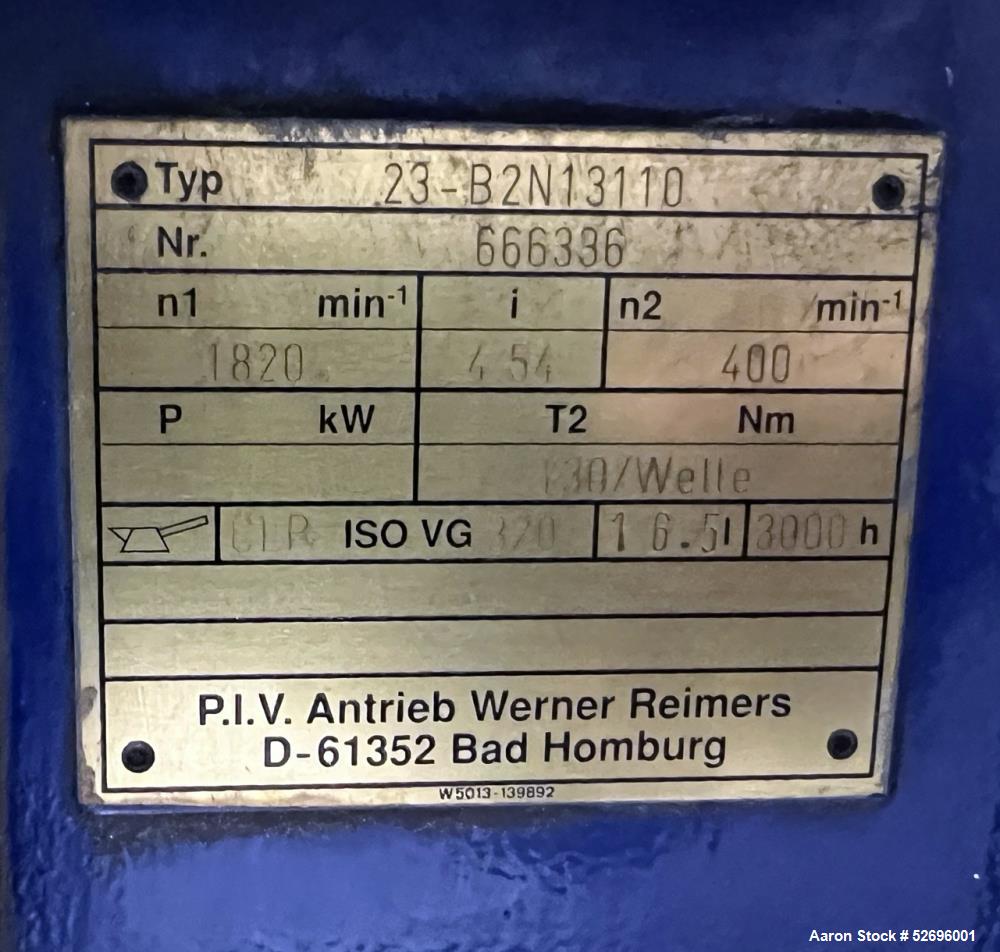 Typ 23-B2N13110
Nr. 666336
n1 min-1 i n2 /min-1
1820 4 54 400
P kW T2 Nm
/Welle
CLP ISO VG 320 16.5l 3000 h
P.I.V. Antrieb Werner Reimers
D-61352 Bad Homburg
W5013-139892
Aaron Stock # 52696001